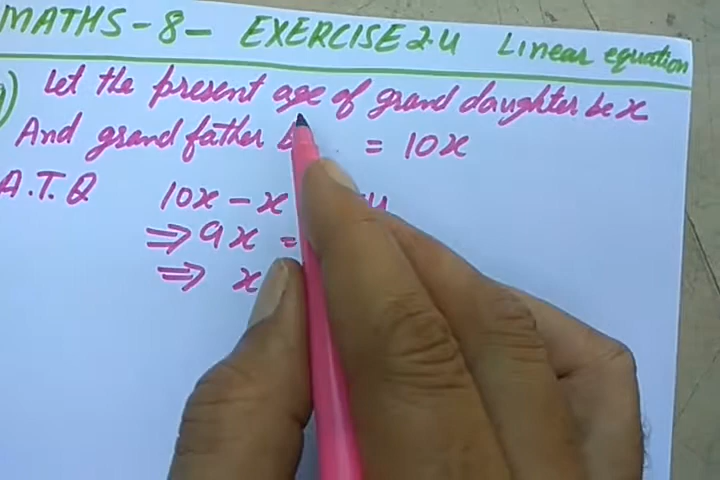 MATHS - 8 - EXERCISE 2.4 Linear equation
) Let the present age of grand daughter be x
And grand father = 10x
A.T.Q 10x - x
⇒ 9x =
⇒ x